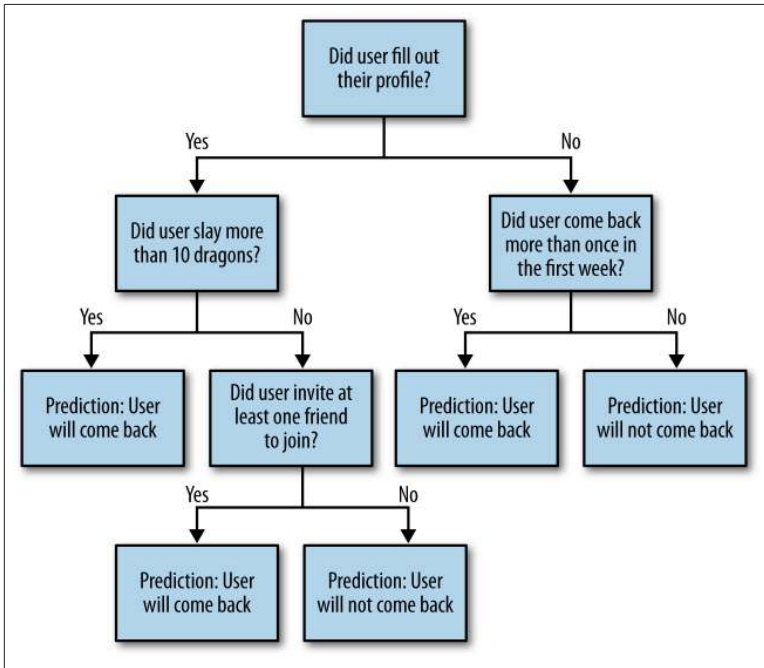 Did user fill out
their profile?
Yes
No
Did user slay more
than 10 dragons?
Did user come back
more than once in
the first week?
Yes
No
Yes
No
Prediction: User
will come back
Did user invite at
least one friend
to join?
Prediction: User
will come back
Prediction: User
will not come back
Yes
No
Prediction: User
will come back
Prediction: User
will not come back